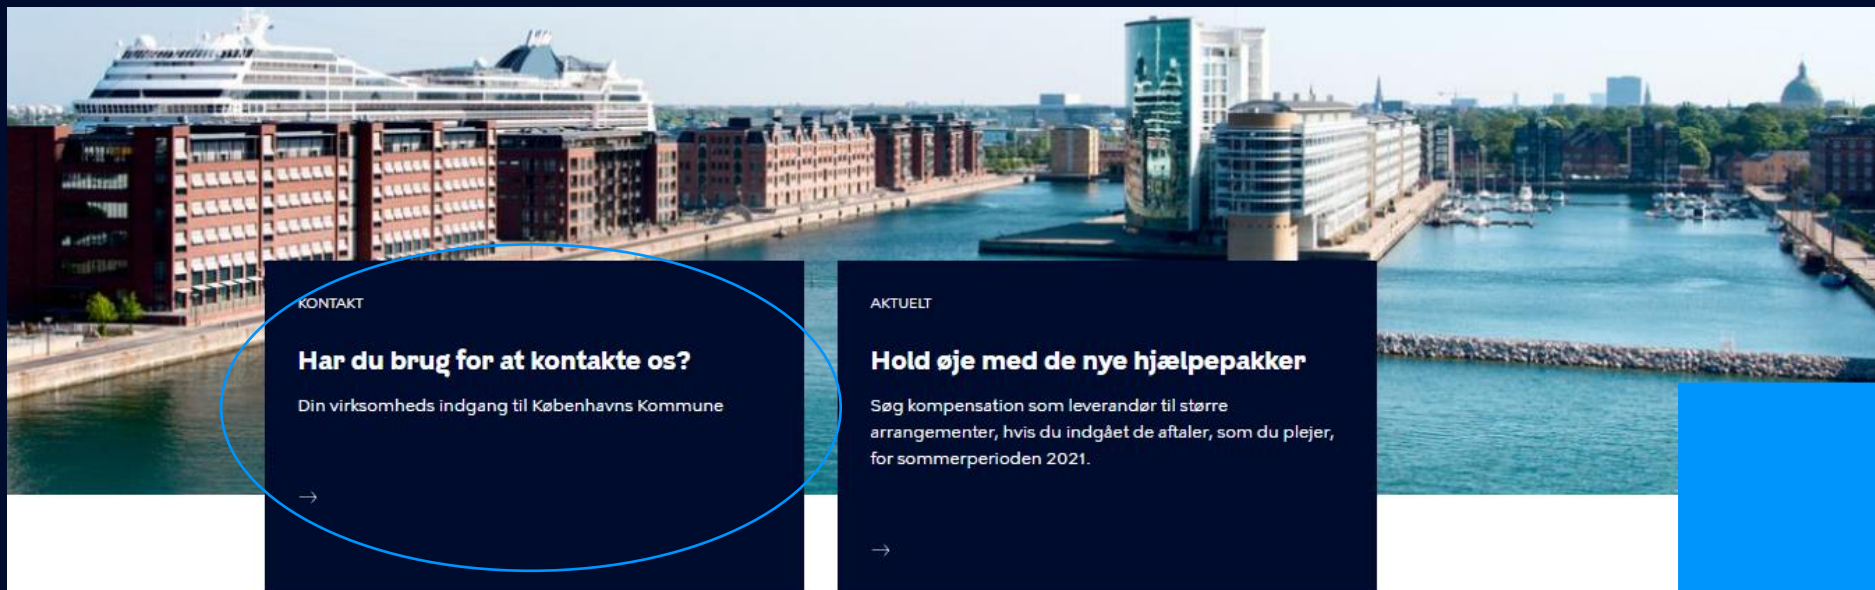 KONTAKT
Har du brug for at kontakte os?
Din virksomheds indgang til Københavns Kommune
→
AKTUELT
Hold øje med de nye hjælpepakker
Søg kompensation som leverandør til større
arrangementer, hvis du indgået de aftaler, som du plejer,
for sommerperioden 2021.
→